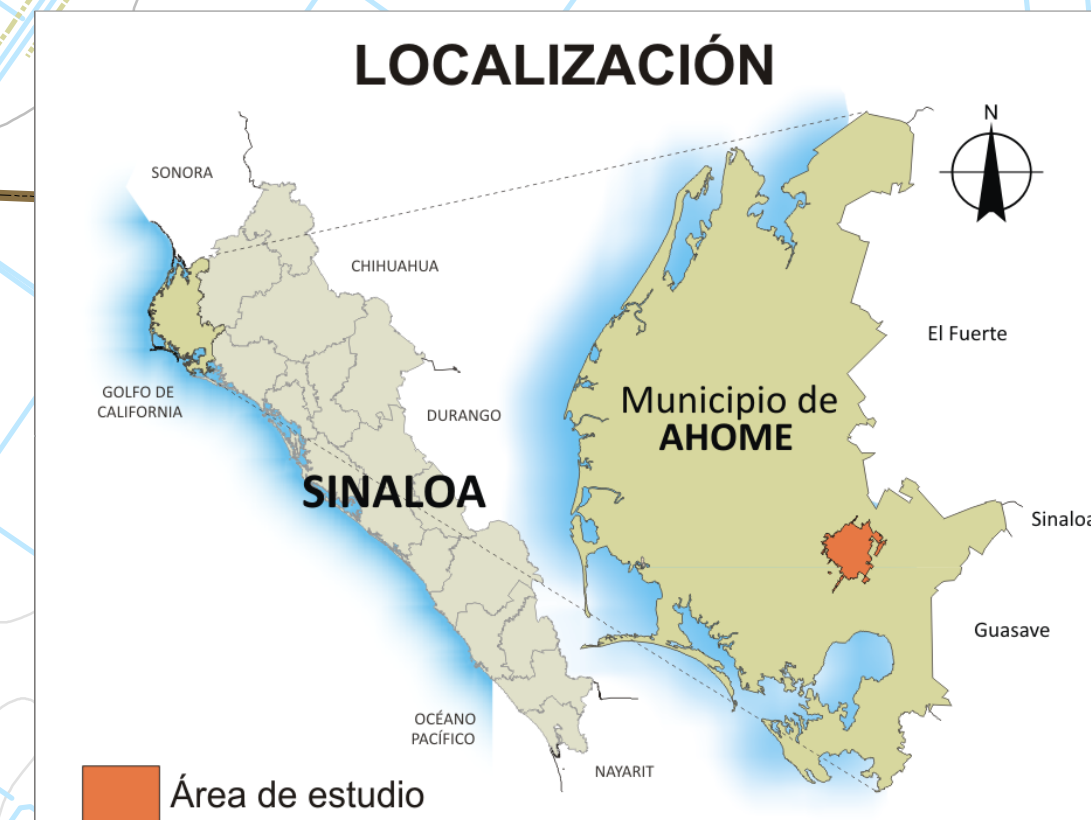 LOCALIZACIÓN
N
SONORA
CHIHUAHUA
El Fuerte
GOLFO DE
CALIFORNIA
DURANGO
Municipio de
AHOME
SINALOA
Sinaloa
Guasave
OCÉANO
PACÍFICO
NAYARIT
Área de estudio